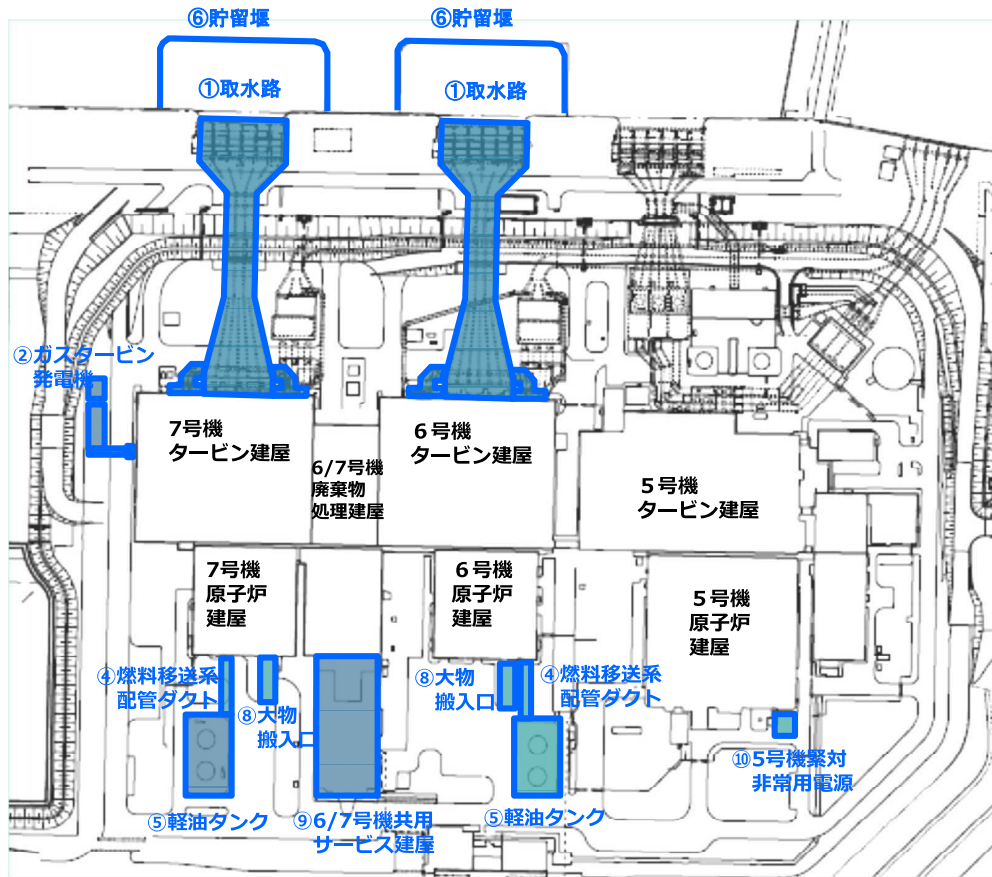 ⑥貯留堰
⑥貯留堰
①取水路
①取水路
②ガスタービン
発電機
7号機
タービン建屋
6/7号機
廃棄物
処理建屋
６号機
タービン建屋
５号機
タービン建屋
7号機
原子炉
建屋
６号機
原子炉
建屋
５号機
原子炉
建屋
④燃料移送系
配管ダクト
⑧大物
搬入口
⑧大物
搬入口
④燃料移送系
配管ダクト
⑩5号機緊対
非常用電源
⑤軽油タンク
⑨6/7号機共用
サービス建屋
⑤軽油タンク